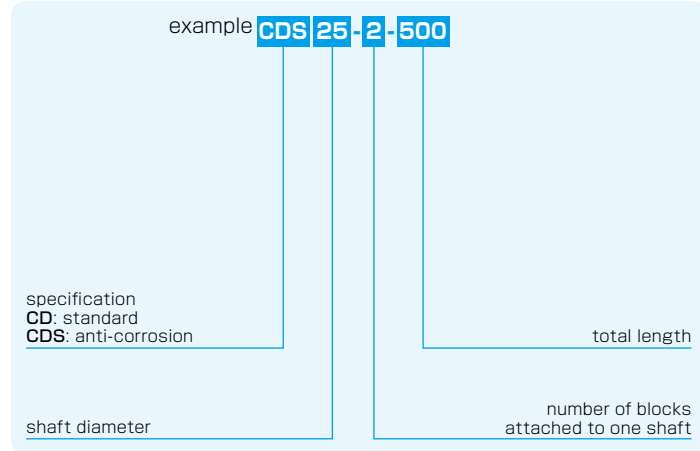 example CDS 25 - 2 - 500
specification
CD: standard
CDS: anti-corrosion
total length
shaft diameter
number of blocks
attached to one shaft